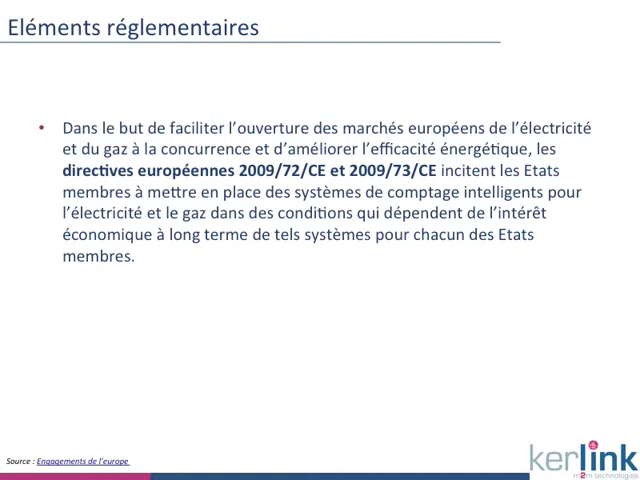 Eléments réglementaires
• Dans le but de faciliter l’ouverture des marchés européens de l’électricité
et du gaz à la concurrence et d’améliorer l’efficacité énergétique, les
directives européennes 2009/72/CE et 2009/73/CE incitent les Etats
membres à mettre en place des systèmes de comptage intelligents pour
l’électricité et le gaz dans des conditions qui dépendent de l’intérêt
économique à long terme de tels systèmes pour chacun des Etats
membres.
Source : Engagements de l’europe
kerlink
m2m technologies